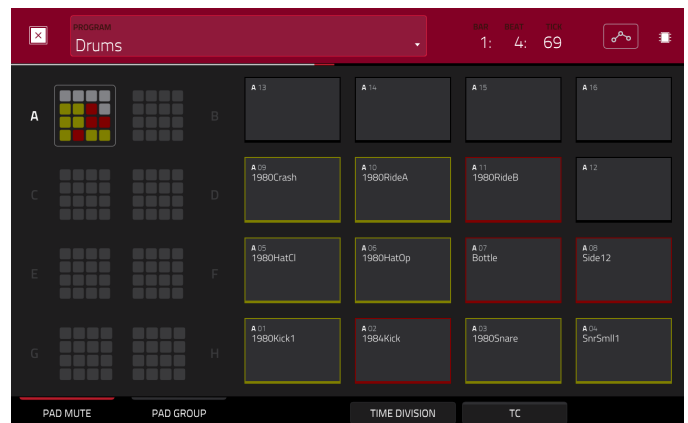 PROGRAM
Drums
BAR BEAT TICK
1: 4: 69
A
B
C
D
E
F
G
H
A 13
A 14
A 15
A 16
A 09
1980Crash
A 10
1980RideA
A 11
1980RideB
A 12
A 05
1980HatCl
A 06
1980HatOp
A 07
Bottle
A 08
Side12
A 01
1980Kick1
A 02
1984Kick
A 03
1980Snare
A 04
SnrSmll1
PAD MUTE
PAD GROUP
TIME DIVISION
TC